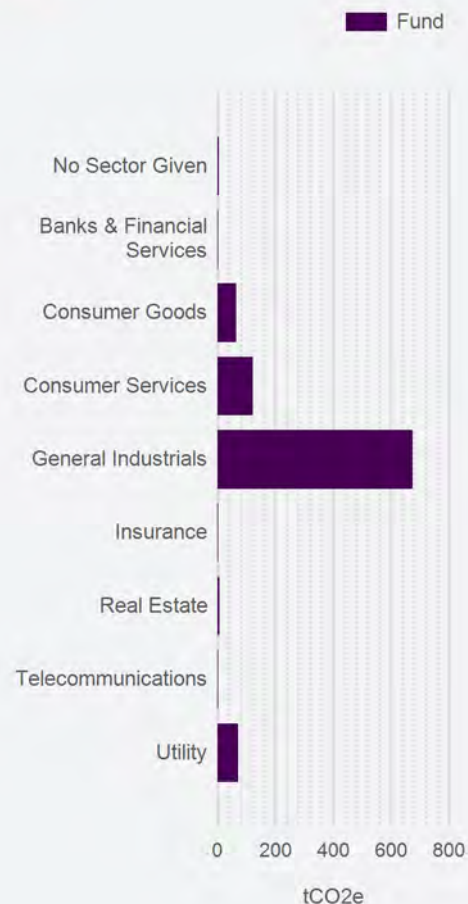 Fund
No Sector Given
Banks & Financial
Services
Consumer Goods
Consumer Services
General Industrials
Insurance
Real Estate
Telecommunications
Utility
0 200 400 600 800
tCO2e